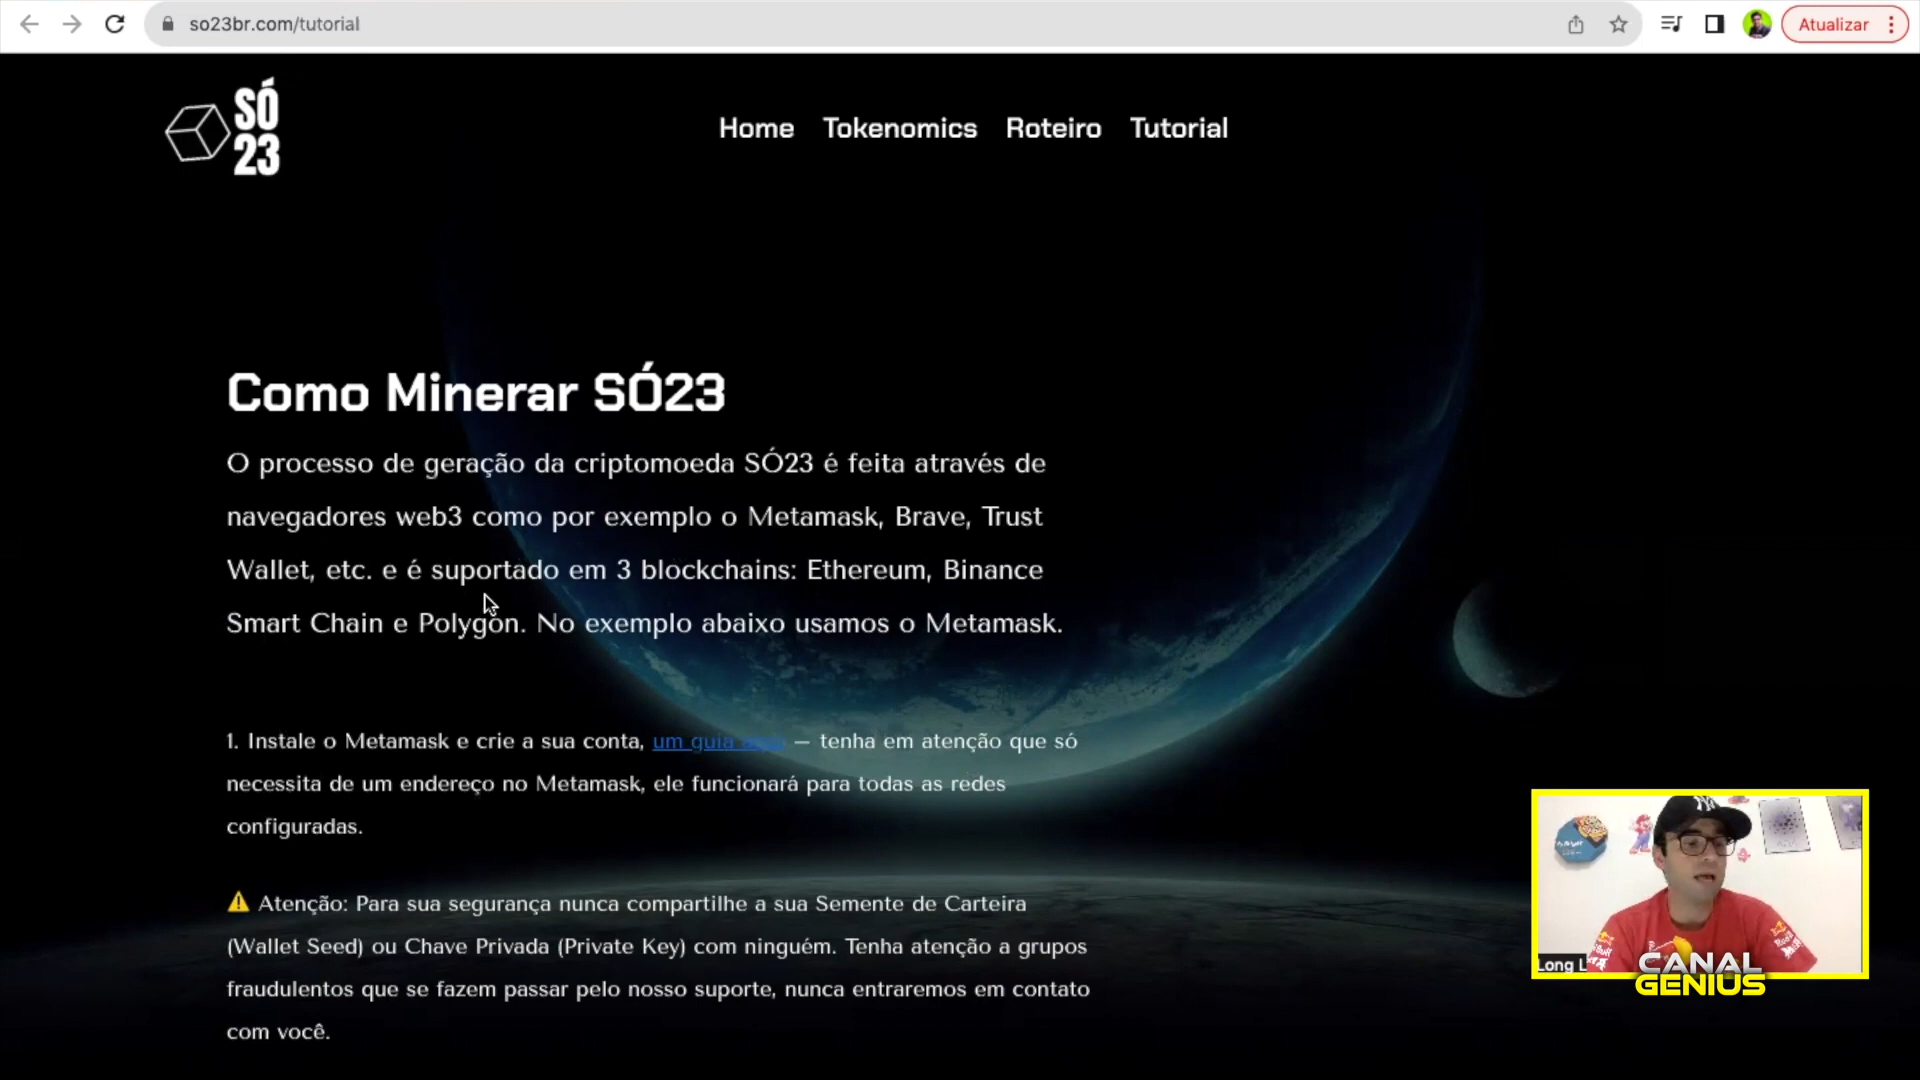 so23br.com/tutorial
Atualizar
SÓ
23
Home Tokenomics Roteiro Tutorial
Como Minerar SÓ23
O processo de geração da criptomoeda SÓ23 é feita através de
navegadores web3 como por exemplo o Metamask, Brave, Trust
Wallet, etc. e é suportado em 3 blockchains: Ethereum, Binance
Smart Chain e Polygon. No exemplo abaixo usamos o Metamask.
1. Instale o Metamask e crie a sua conta, um guia aqui – tenha em atenção que só
necessita de um endereço no Metamask, ele funcionará para todas as redes
configuradas.
⚠️ Atenção: Para sua segurança nunca compartilhe a sua Semente de Carteira
(Wallet Seed) ou Chave Privada (Private Key) com ninguém. Tenha atenção a grupos
fraudulentos que se fazem passar pelo nosso suporte, nunca entraremos em contato
com você.
Long L
CANAL
GENIUS